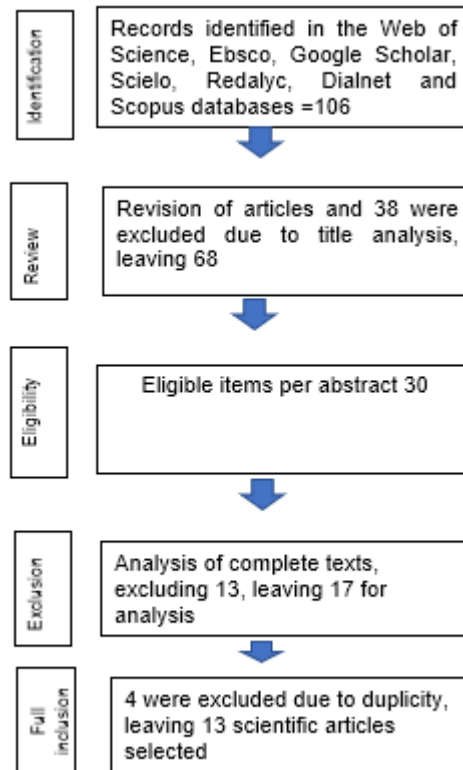 Identification
Records identified in the Web of
Science, Ebsco, Google Scholar,
Scielo, Redalyc, Dialnet and
Scopus databases =106
Review
Revision of articles and 38 were
excluded due to title analysis,
leaving 68
Eligibility
Eligible items per abstract 30
Exclusion
Analysis of complete texts,
excluding 13, leaving 17 for
analysis
Full
inclusion
4 were excluded due to duplicity,
leaving 13 scientific articles
selected